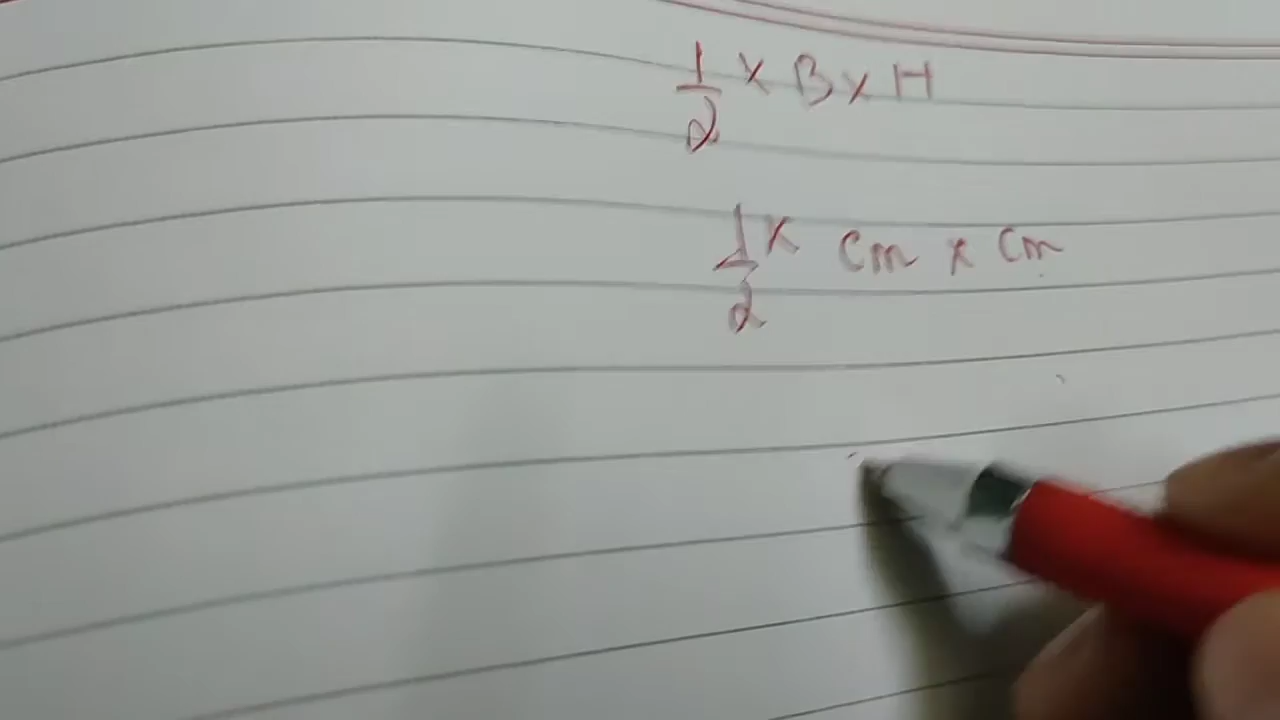 1/2 × B × H
1/2 × cm × cm